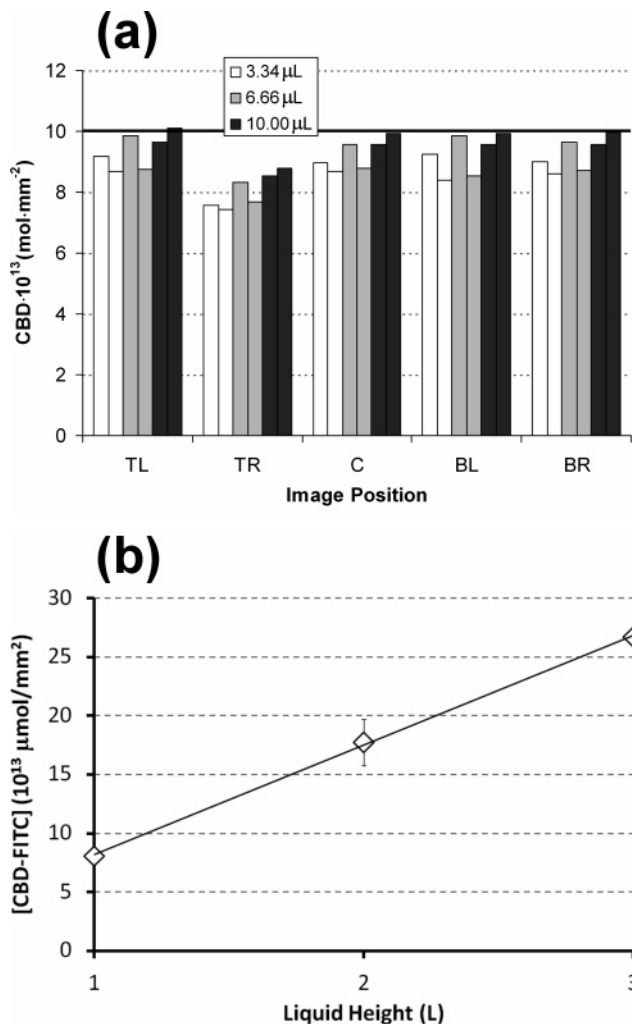 (a)
12
10
8
6
4
2
0
CBD·10¹³ (mol·mm⁻²)
3.34 µL
6.66 µL
10.00 µL
TL TR C BL BR
Image Position
(b)
30
25
20
15
10
5
0
[CBD-FITC] (10¹³ µmol/mm²)
1 2 3
Liquid Height (L)